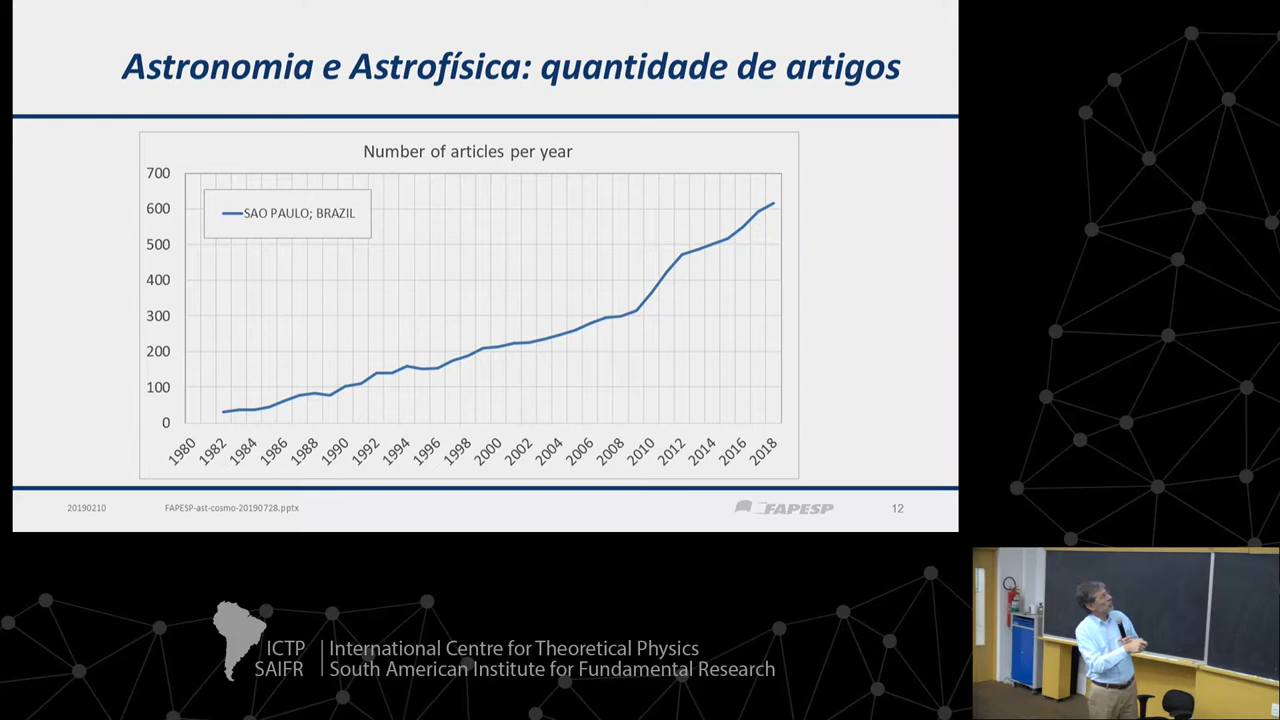 Astronomia e Astrofísica: quantidade de artigos
Number of articles per year
700
600
500
400
300
200
100
0
SAO PAULO; BRAZIL
1980 1982 1984 1986 1988 1990 1992 1994 1996 1998 2000 2002 2004 2006 2008 2010 2012 2014 2016 2018
20190210 FAPESP-ast-cosmo-20190728.pptx FAPESP 12
ICTP International Centre for Theoretical Physics
SAIFR South American Institute for Fundamental Research